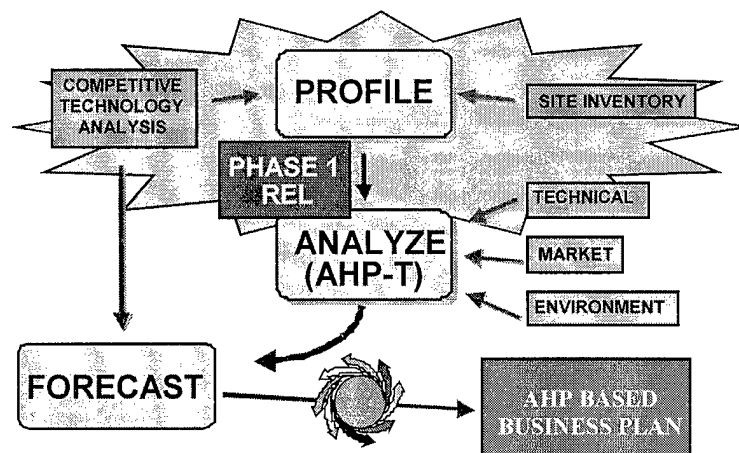 COMPETITIVE
TECHNOLOGY
ANALYSIS
PROFILE
SITE INVENTORY
PHASE 1
REL
TECHNICAL
ANALYZE
(AHP-T)
MARKET
ENVIRONMENT
FORECAST
AHP BASED
BUSINESS PLAN